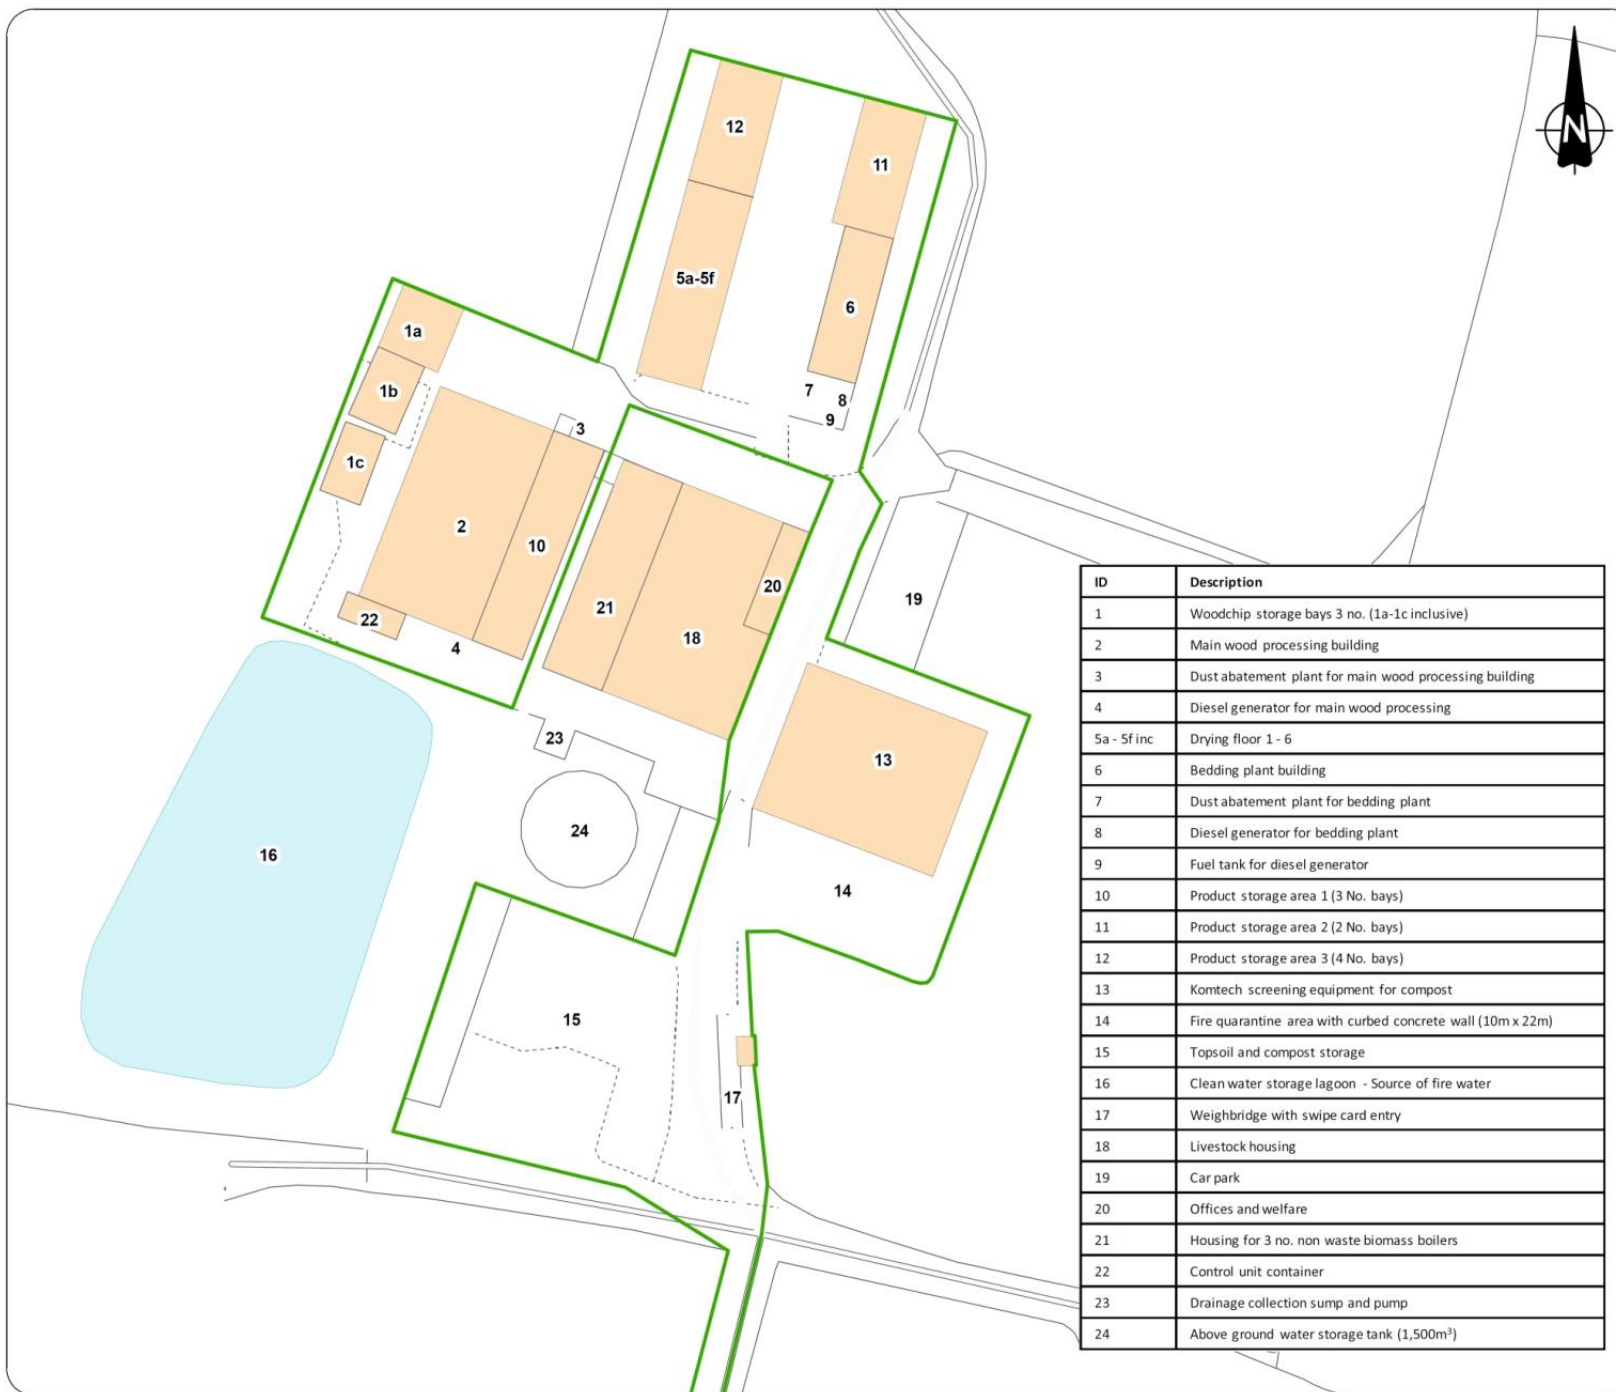 N
12
11
5a-5f
6
1a
7
1b
8
9
3
1c
2
10
20
19
21
22
18
4
23
13
24
16
14
15
17
ID Description
1 Woodchip storage bays 3 no. (1a-1c inclusive)
2 Main wood processing building
3 Dust abatement plant for main wood processing building
4 Diesel generator for main wood processing
5a - 5f inc Drying floor 1 - 6
6 Bedding plant building
7 Dust abatement plant for bedding plant
8 Diesel generator for bedding plant
9 Fuel tank for diesel generator
10 Product storage area 1 (3 No. bays)
11 Product storage area 2 (2 No. bays)
12 Product storage area 3 (4 No. bays)
13 Komtech screening equipment for compost
14 Fire quarantine area with curbed concrete wall (10m x 22m)
15 Topsoil and compost storage
16 Clean water storage lagoon - Source of fire water
17 Weighbridge with swipe card entry
18 Livestock housing
19 Car park
20 Offices and welfare
21 Housing for 3 no. non waste biomass boilers
22 Control unit container
23 Drainage collection sump and pump
24 Above ground water storage tank (1,500m³)